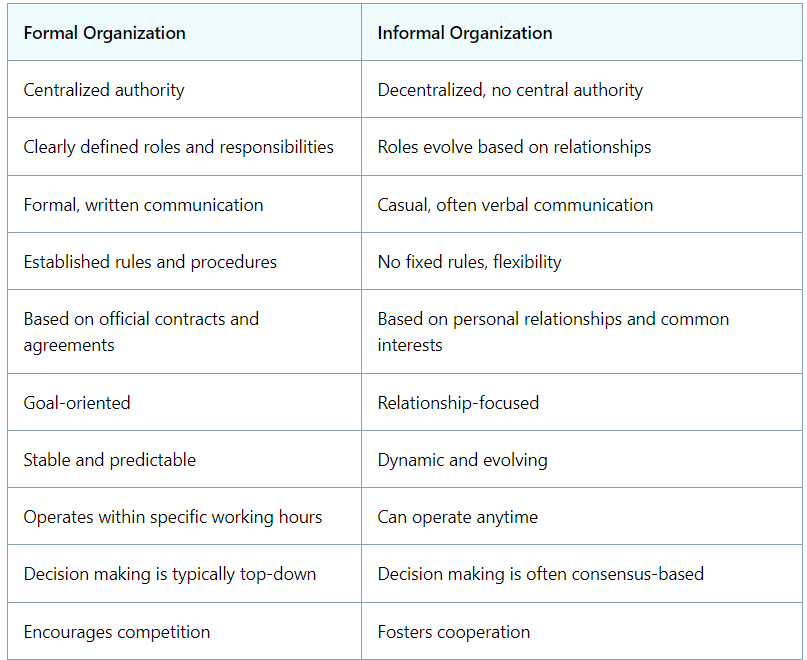 Formal Organization
Informal Organization
Centralized authority
Decentralized, no central authority
Clearly defined roles and responsibilities
Roles evolve based on relationships
Formal, written communication
Casual, often verbal communication
Established rules and procedures
No fixed rules, flexibility
Based on official contracts and
agreements
Based on personal relationships and common
interests
Goal-oriented
Relationship-focused
Stable and predictable
Dynamic and evolving
Operates within specific working hours
Can operate anytime
Decision making is typically top-down
Decision making is often consensus-based
Encourages competition
Fosters cooperation